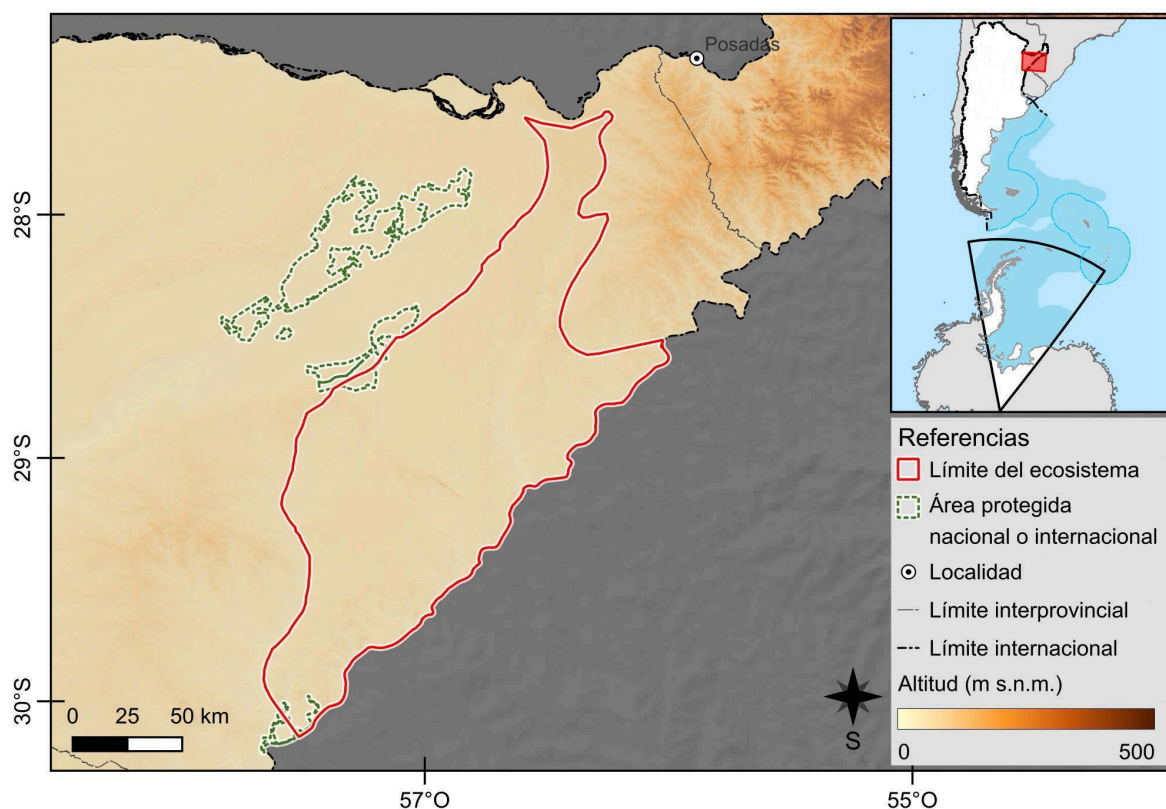 Posadas
28°S
29°S
30°S
0 25 50 km
57°O
55°O
S
Referencias
Límite del ecosistema
Área protegida
nacional o internacional
Localidad
Límite interprovincial
Límite internacional
Altitud (m s.n.m.)
0 500